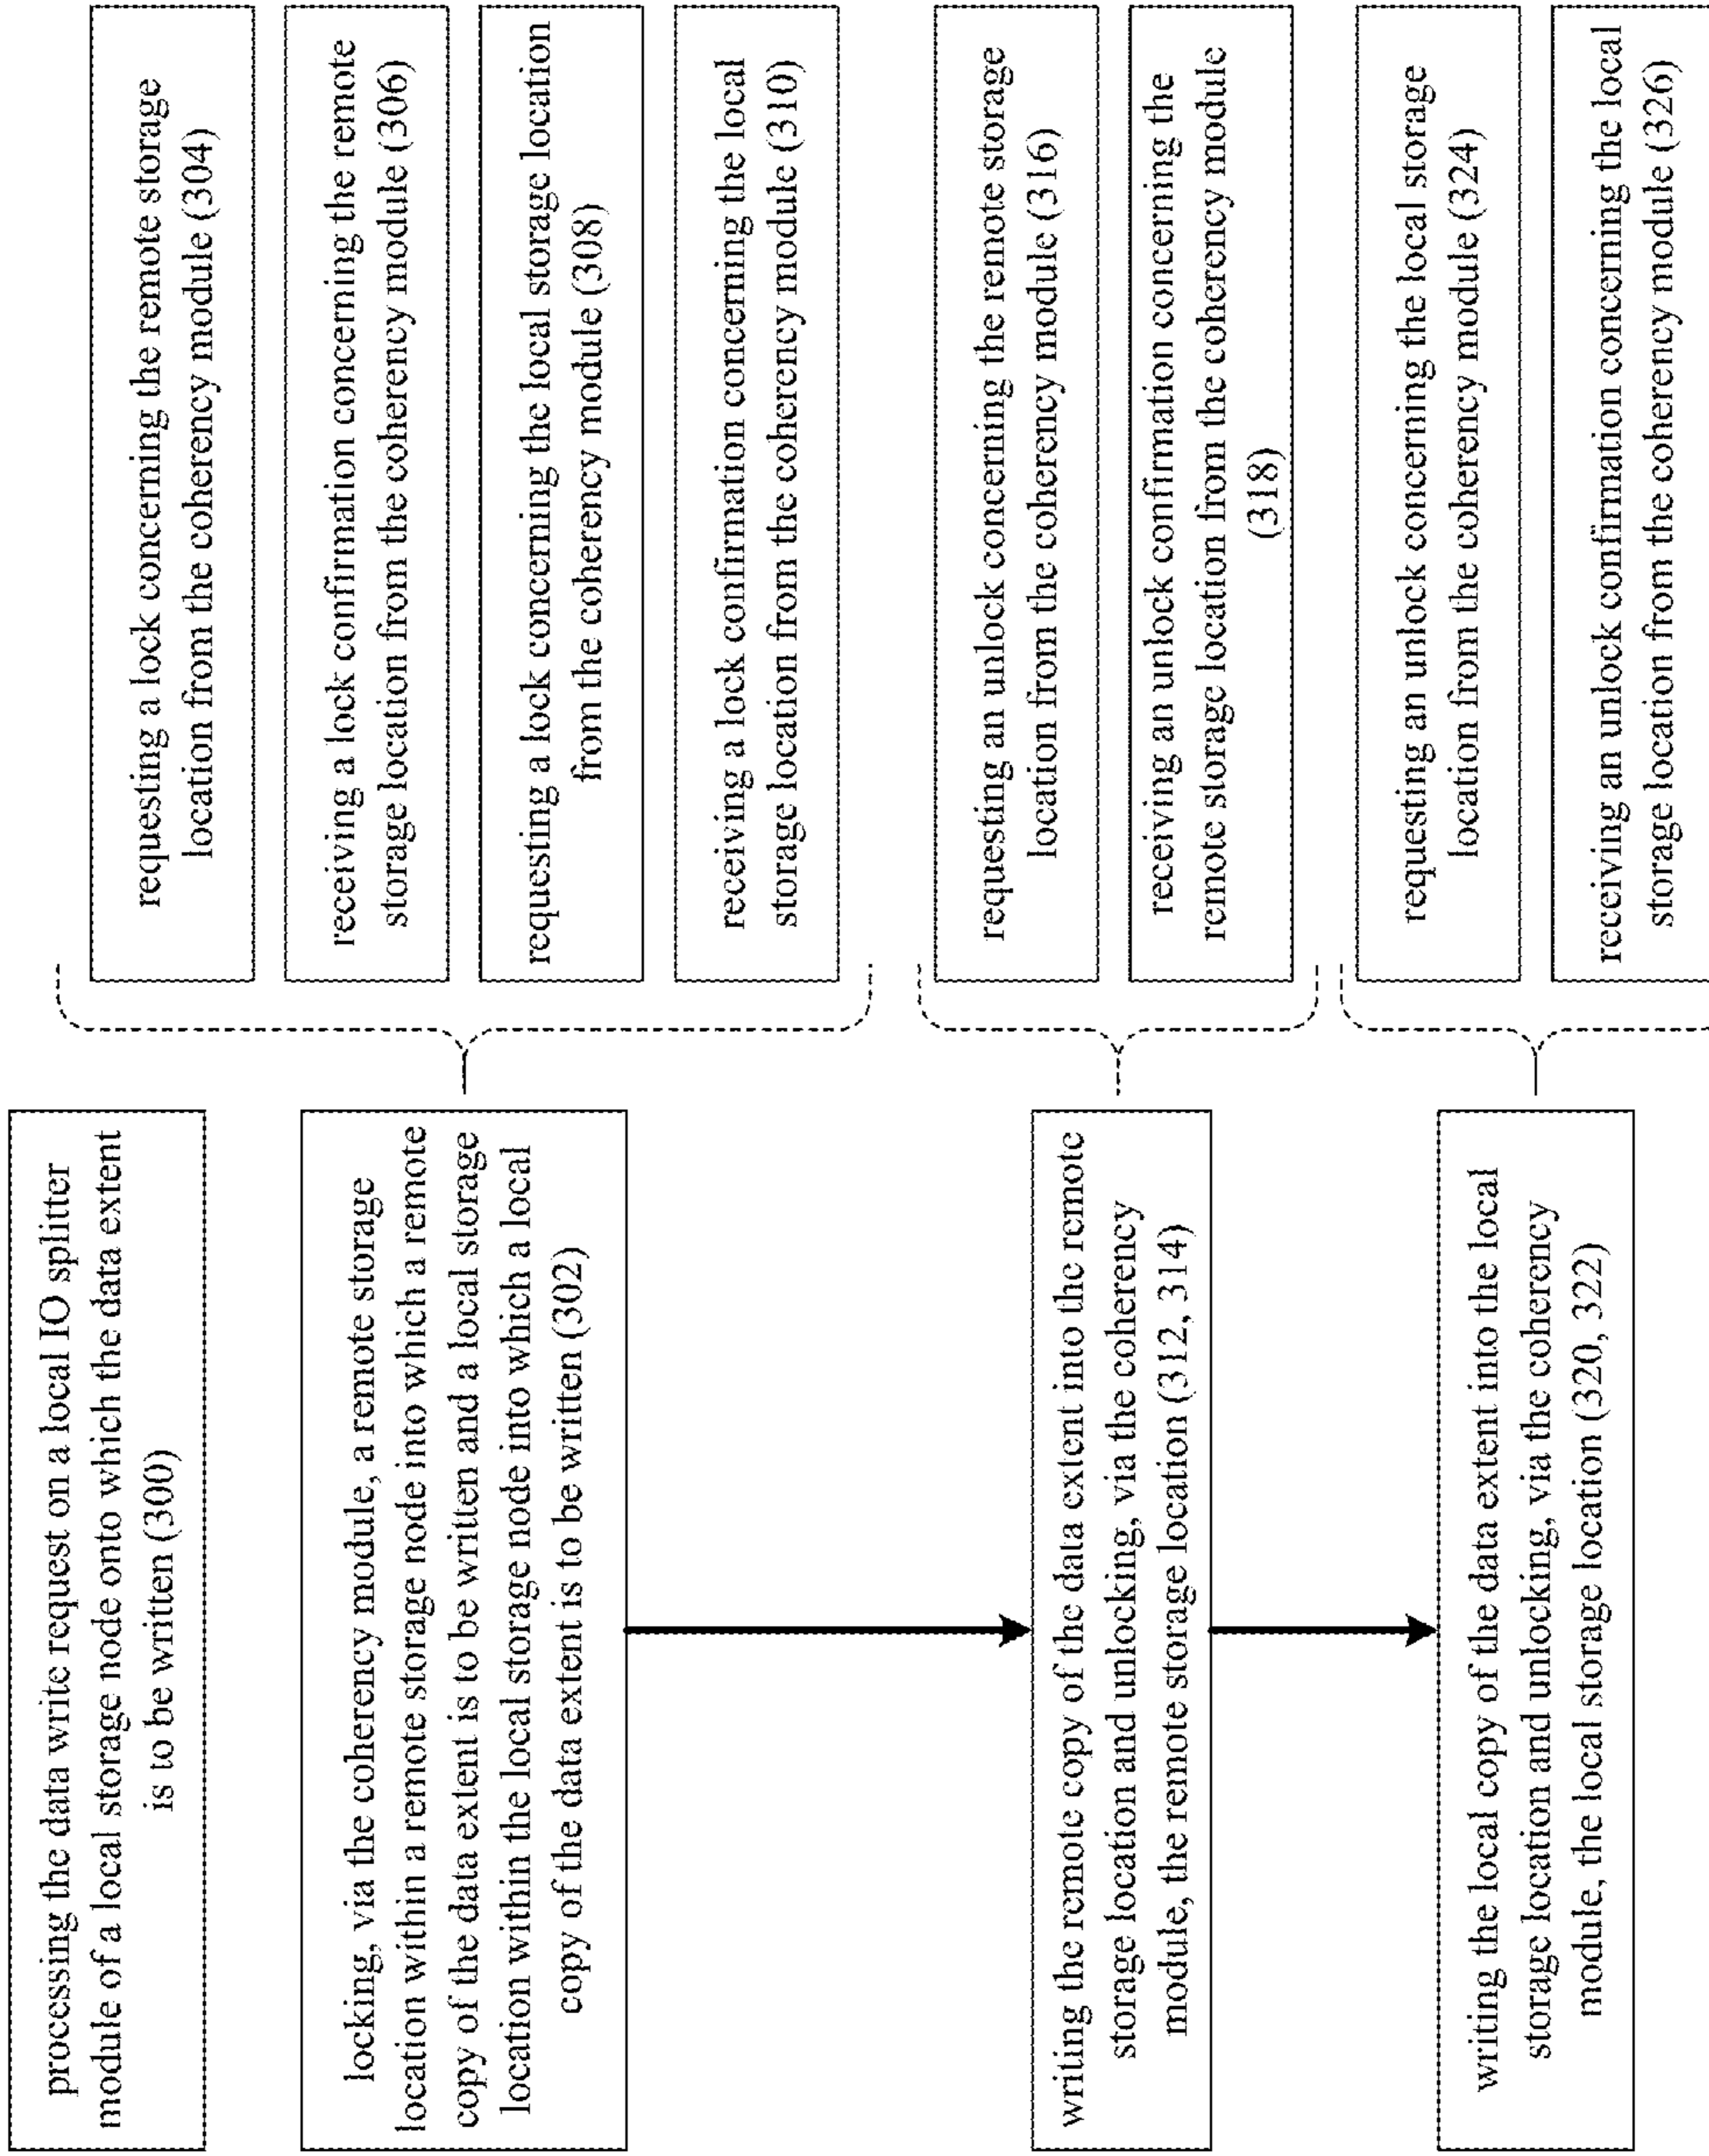 processing the data write request on a local IO splitter
module of a local storage node onto which the data extent
is to be written (300)
locking, via the coherency module, a remote storage
location within a remote storage node into which a remote
copy of the data extent is to be written and a local storage
location within the local storage node into which a local
copy of the data extent is to be written (302)
requesting a lock concerning the remote storage
location from the coherency module (304)
receiving a lock confirmation concerning the remote
storage location from the coherency module (306)
requesting a lock concerning the local storage location
from the coherency module (308)
receiving a lock confirmation concerning the local
storage location from the coherency module (310)
writing the remote copy of the data extent into the remote
storage location and unlocking, via the coherency
module, the remote storage location (312, 314)
requesting an unlock concerning the remote storage
location from the coherency module (316)
receiving an unlock confirmation concerning the
remote storage location from the coherency module
(318)
writing the local copy of the data extent into the local
storage location and unlocking, via the coherency
module, the local storage location (320, 322)
requesting an unlock concerning the local storage
location from the coherency module (324)
receiving an unlock confirmation concerning the local
storage location from the coherency module (326)